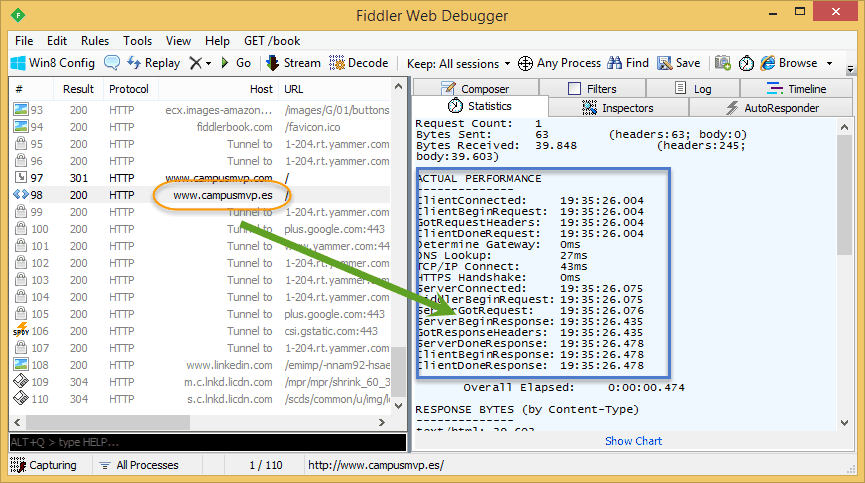 Fiddler Web Debugger
File Edit Rules Tools View Help GET /book
Win8 Config Replay Go Stream Decode Keep: All sessions Any Process Find Save Browse
# Result Protocol Host URL
93 200 HTTP ecx.images-amazon... /images/G/01/buttons
94 200 HTTP fiddlerbook.com /favicon.ico
95 200 HTTP Tunnel to 1-204.rt.yammer.com:
96 200 HTTP Tunnel to 1-204.rt.yammer.com:
97 301 HTTP www.campusmvp.com /
98 200 HTTP www.campusmvp.es /
99 200 HTTP Tunnel to 1-204.rt.yammer.com:
100 200 HTTP Tunnel to plus.google.com:443
101 200 HTTP Tunnel to www.yammer.com:44
102 200 HTTP Tunnel to 1-204.rt.yammer.com:
103 200 HTTP Tunnel to 1-204.rt.yammer.com:
104 200 HTTP Tunnel to 1-204.rt.yammer.com:
105 200 HTTP Tunnel to plus.google.com:443
SPDY 106 200 HTTP Tunnel to csi.gstatic.com:443
107 200 HTTP Tunnel to 1-204.rt.yammer.com:
108 200 HTTP www.linkedin.com /emimp/-nnam92-hsae
109 304 HTTP m.c.lnkd.licdn.com /mpr/mpr/shrink_60_3
110 304 HTTP s.c.lnkd.licdn.com /scds/common/u/img/le
ALT+Q > type HELP...
Composer Filters Log Timeline
Statistics Inspectors AutoResponder
Request Count: 1
Bytes Sent: 63 (headers:63; body:0)
Bytes Received: 39.848 (headers:245;
body:39.603)
ACTUAL PERFORMANCE
--------------
ClientConnected: 19:35:26.004
ClientBeginRequest: 19:35:26.004
GotRequestHeaders: 19:35:26.004
ClientDoneRequest: 19:35:26.004
Determine Gateway: 0ms
DNS Lookup: 27ms
TCP/IP Connect: 43ms
HTTPS Handshake: 0ms
ServerConnected: 19:35:26.075
FiddlerBeginRequest: 19:35:26.075
ServerGotRequest: 19:35:26.076
ServerBeginResponse: 19:35:26.435
GotResponseHeaders: 19:35:26.435
ServerDoneResponse: 19:35:26.478
ClientBeginResponse: 19:35:26.478
ClientDoneResponse: 19:35:26.478
Overall Elapsed: 0:00:00.474
RESPONSE BYTES (by Content-Type)
--------------
text/html: 39.603
Show Chart
Capturing All Processes 1 / 110 http://www.campusmvp.es/